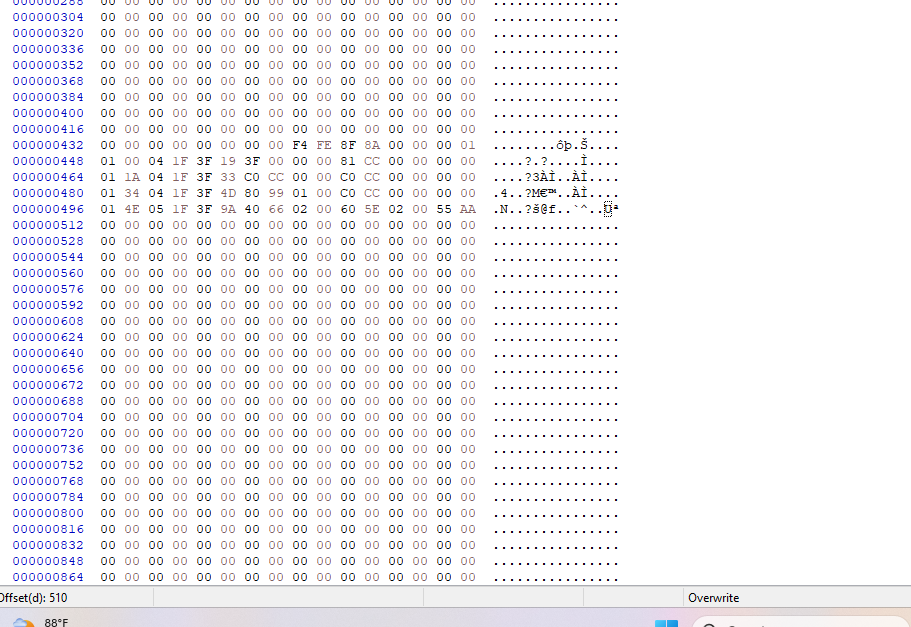 000000288 00 00 00 00 00 00 00 00 00 00 00 00 00 00 00 00 ................
000000304 00 00 00 00 00 00 00 00 00 00 00 00 00 00 00 00 ................
000000320 00 00 00 00 00 00 00 00 00 00 00 00 00 00 00 00 ................
000000336 00 00 00 00 00 00 00 00 00 00 00 00 00 00 00 00 ................
000000352 00 00 00 00 00 00 00 00 00 00 00 00 00 00 00 00 ................
000000368 00 00 00 00 00 00 00 00 00 00 00 00 00 00 00 00 ................
000000384 00 00 00 00 00 00 00 00 00 00 00 00 00 00 00 00 ................
000000400 00 00 00 00 00 00 00 00 00 00 00 00 00 00 00 00 ................
000000416 00 00 00 00 00 00 00 00 00 00 00 00 00 00 00 00 ................
000000432 00 00 00 00 00 00 00 00 F4 FE 8F 8A 00 00 00 01 ........ôþ.Š....
000000448 01 00 04 1F 3F 19 3F 00 00 00 81 CC 00 00 00 00 ....?.?....Ì....
000000464 01 1A 04 1F 3F 33 C0 CC 00 00 C0 CC 00 00 00 00 ....?3ÀÌ..ÀÌ....
000000480 01 34 04 1F 3F 4D 80 99 01 00 C0 CC 00 00 00 00 .4..?M€™..ÀÌ....
000000496 01 4E 05 1F 3F 9A 40 66 02 00 60 5E 02 00 55 AA .N..?š@f..`^..Uª
000000512 00 00 00 00 00 00 00 00 00 00 00 00 00 00 00 00 ................
000000528 00 00 00 00 00 00 00 00 00 00 00 00 00 00 00 00 ................
000000544 00 00 00 00 00 00 00 00 00 00 00 00 00 00 00 00 ................
000000560 00 00 00 00 00 00 00 00 00 00 00 00 00 00 00 00 ................
000000576 00 00 00 00 00 00 00 00 00 00 00 00 00 00 00 00 ................
000000592 00 00 00 00 00 00 00 00 00 00 00 00 00 00 00 00 ................
000000608 00 00 00 00 00 00 00 00 00 00 00 00 00 00 00 00 ................
000000624 00 00 00 00 00 00 00 00 00 00 00 00 00 00 00 00 ................
000000640 00 00 00 00 00 00 00 00 00 00 00 00 00 00 00 00 ................
000000656 00 00 00 00 00 00 00 00 00 00 00 00 00 00 00 00 ................
000000672 00 00 00 00 00 00 00 00 00 00 00 00 00 00 00 00 ................
000000688 00 00 00 00 00 00 00 00 00 00 00 00 00 00 00 00 ................
000000704 00 00 00 00 00 00 00 00 00 00 00 00 00 00 00 00 ................
000000720 00 00 00 00 00 00 00 00 00 00 00 00 00 00 00 00 ................
000000736 00 00 00 00 00 00 00 00 00 00 00 00 00 00 00 00 ................
000000752 00 00 00 00 00 00 00 00 00 00 00 00 00 00 00 00 ................
000000768 00 00 00 00 00 00 00 00 00 00 00 00 00 00 00 00 ................
000000784 00 00 00 00 00 00 00 00 00 00 00 00 00 00 00 00 ................
000000800 00 00 00 00 00 00 00 00 00 00 00 00 00 00 00 00 ................
000000816 00 00 00 00 00 00 00 00 00 00 00 00 00 00 00 00 ................
000000832 00 00 00 00 00 00 00 00 00 00 00 00 00 00 00 00 ................
000000848 00 00 00 00 00 00 00 00 00 00 00 00 00 00 00 00 ................
000000864 00 00 00 00 00 00 00 00 00 00 00 00 00 00 00 00 ................
Offset(d): 510 Overwrite
88°F